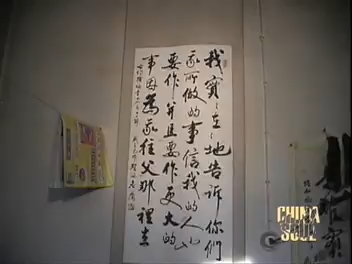 我實々在地告訴你們
我所做的事信我的人也
要作并且要作更大的
事因為我往父那裡去
CHINA
SOUL